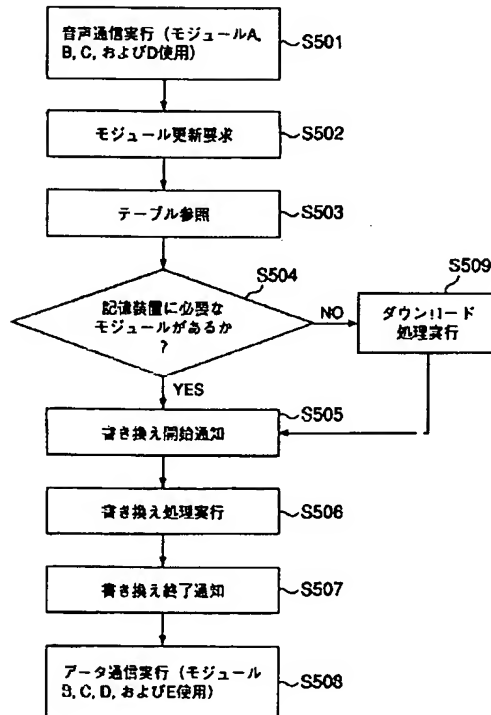 音声通信実行（モジュールA,
B, C, およびD使用）
S501
モジュール更新要求
S502
テーブル参照
S503
S504
記憶装置に必要な
モジュールがあるか
?
NO
S509
ダウンロード
処理実行
YES
S505
書き換え開始通知
書き換え処理実行
S506
書き換え終了通知
S507
データ通信実行（モジュール
B, C, D, およびE使用）
S508